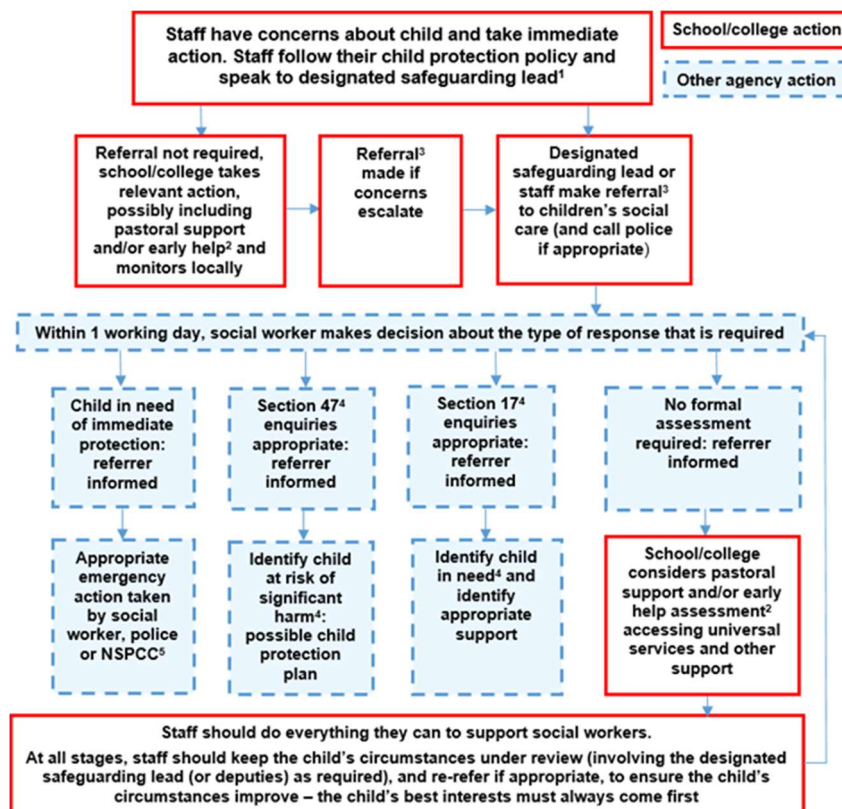 Staff have concerns about child and take immediate
action. Staff follow their child protection policy and
speak to designated safeguarding lead¹
School/college action
Other agency action
Referral not required,
school/college takes
relevant action,
possibly including
pastoral support
and/or early help² and
monitors locally
Referral³
made if
concerns
escalate
Designated
safeguarding lead or
staff make referral³
to children's social
care (and call police
if appropriate)
Within 1 working day, social worker makes decision about the type of response that is required
Child in need
of immediate
protection:
referrer
informed
Section 47⁴
enquiries
appropriate:
referrer
informed
Section 17⁴
enquiries
appropriate:
referrer
informed
No formal
assessment
required: referrer
informed
Appropriate
emergency
action taken
by social
worker, police
or NSPCC⁵
Identify child
at risk of
significant
harm⁴:
possible child
protection
plan
Identify child
in need⁴ and
identify
appropriate
support
School/college
considers pastoral
support and/or early
help assessment²
accessing universal
services and other
support
Staff should do everything they can to support social workers.
At all stages, staff should keep the child's circumstances under review (involving the designated
safeguarding lead (or deputies) as required), and re-refer if appropriate, to ensure the child's
circumstances improve – the child's best interests must always come first